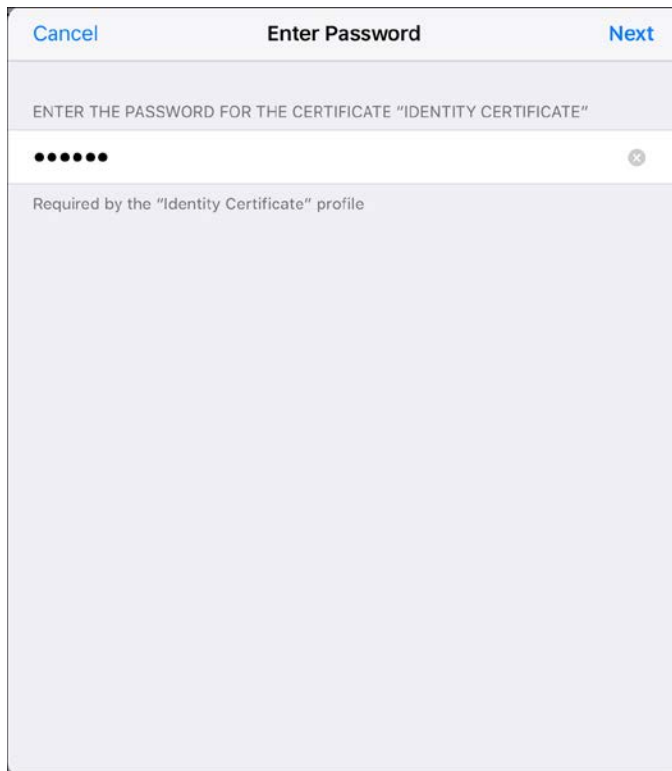 Cancel Enter Password Next
ENTER THE PASSWORD FOR THE CERTIFICATE “IDENTITY CERTIFICATE”
••••••
Required by the “Identity Certificate” profile